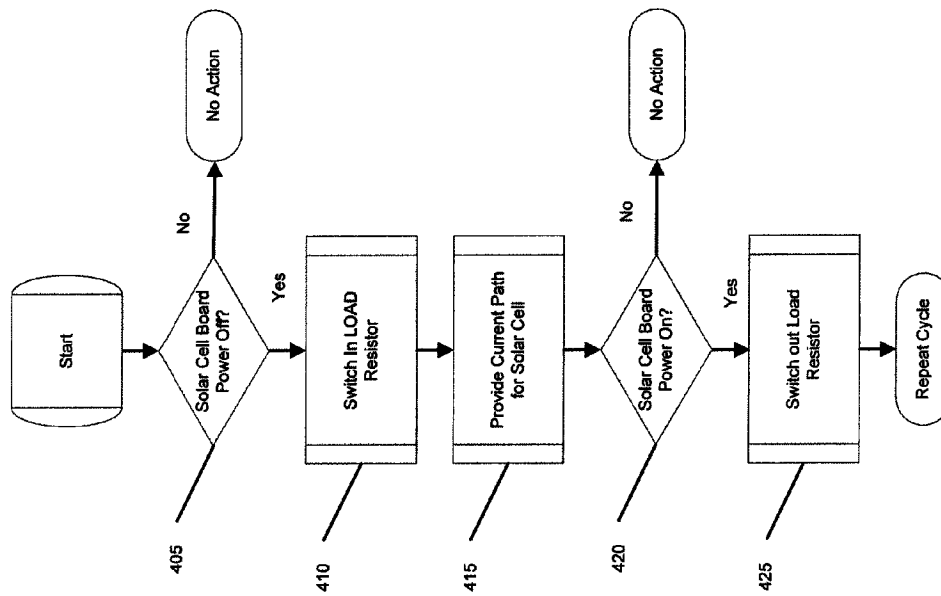 Start
405
Solar Cell Board
Power Off?
No
No Action
Yes
410
Switch In LOAD
Resistor
415
Provide Current Path
for Solar Cell
420
Solar Cell Board
Power On?
No
No Action
Yes
425
Switch out Load
Resistor
Repeat Cycle